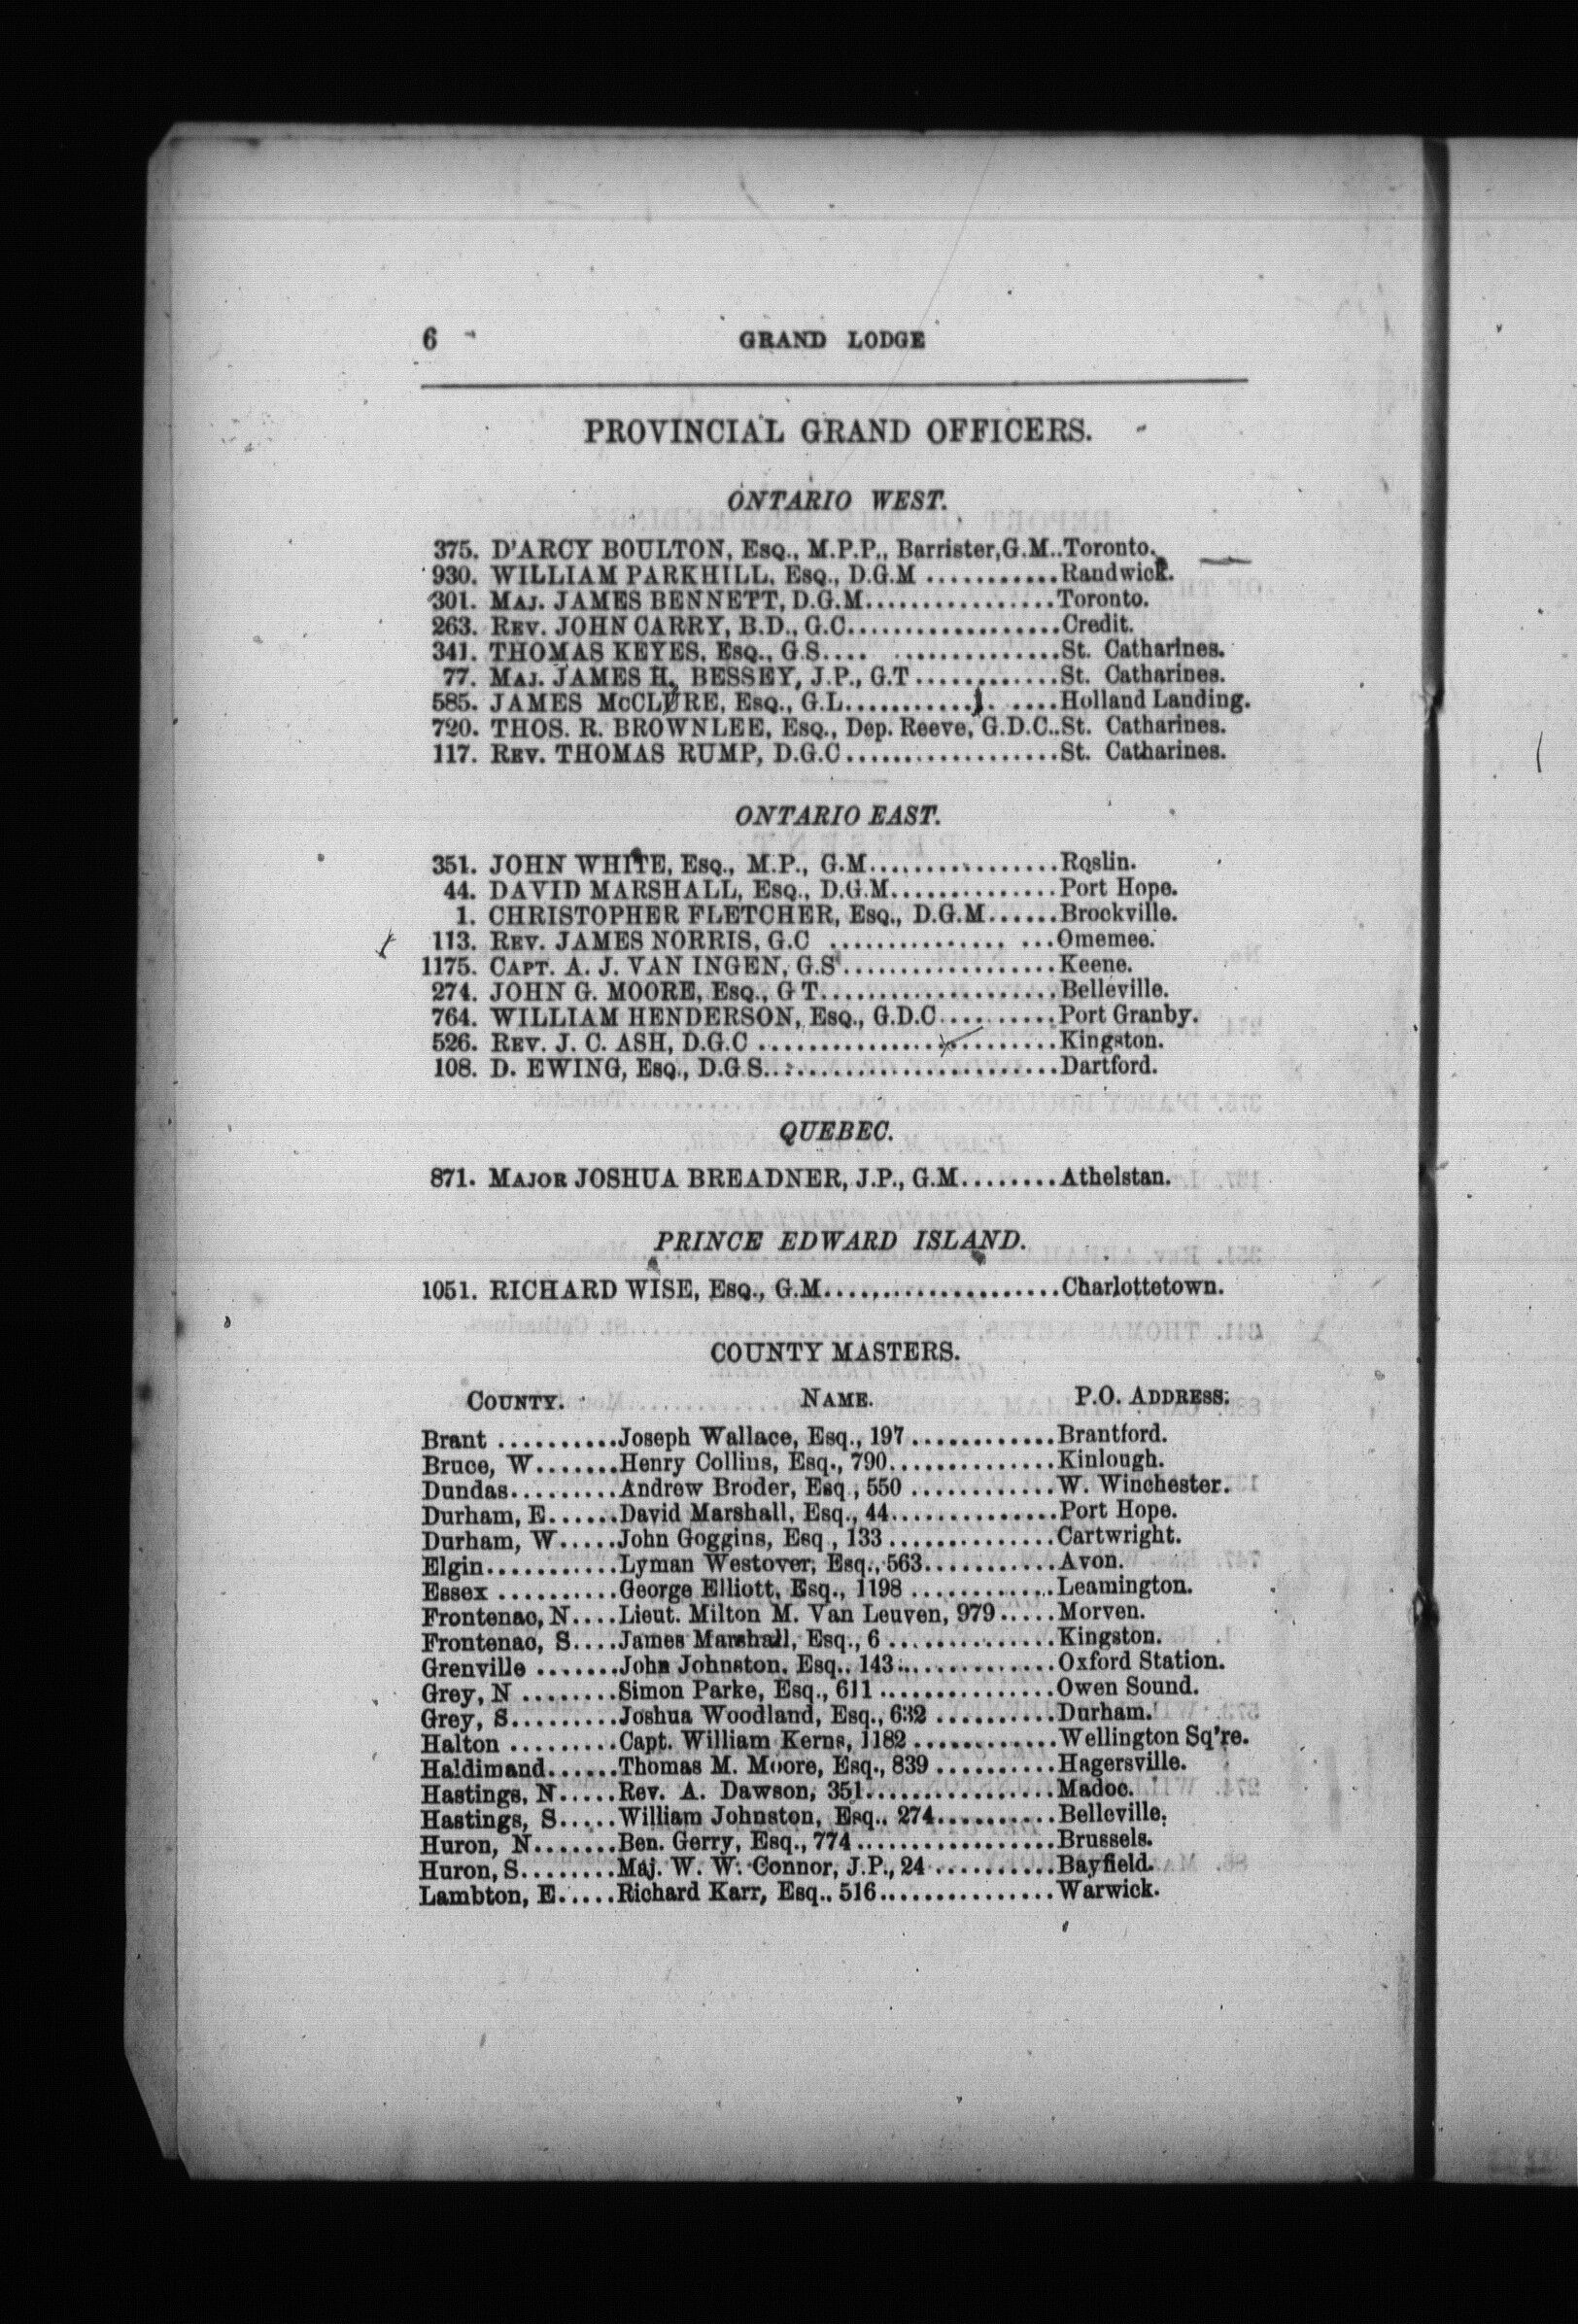 6 GRAND LODGE
PROVINCIAL GRAND OFFICERS.
ONTARIO WEST.
375. D'ARCY BOULTON, ESQ., M.P.P., Barrister, G.M..Toronto.
930. WILLIAM PARKHILL, ESQ., D.G.M ...........Randwick.
301. MAJ. JAMES BENNETT, D.G.M................Toronto.
263. REV. JOHN CARRY, B.D., G.C..................Credit.
341. THOMAS KEYES, ESQ., G.S.... ..............St. Catharines.
77. MAJ. JAMES H. BESSEY, J.P., G.T............St. Catharines.
585. JAMES MCCLURE, ESQ., G.L........... . ....Holland Landing.
720. THOS. R. BROWNLEE, ESQ., Dep. Reeve, G.D.C..St. Catharines.
117. REV. THOMAS RUMP, D.G.C..................St. Catharines.
ONTARIO EAST.
351. JOHN WHITE, ESQ., M.P., G.M................Roslin.
44. DAVID MARSHALL, ESQ., D.G.M..............Port Hope.
1. CHRISTOPHER FLETCHER, ESQ., D.G.M......Brockville.
113. REV. JAMES NORRIS, G.C ............... ...Omemee.
1175. CAPT. A. J. VAN INGEN, G.S..................Keene.
274. JOHN G. MOORE, ESQ., G T....................Belleville.
764. WILLIAM HENDERSON, ESQ., G.D.C..........Port Granby.
526. REV. J. C. ASH, D.G.C .........................Kingston.
108. D. EWING, ESQ., D.G.S.........................Dartford.
QUEBEC.
871. MAJOR JOSHUA BREADNER, J.P., G.M........Athelstan.
PRINCE EDWARD ISLAND.
1051. RICHARD WISE, ESQ., G.M....................Charlottetown.
COUNTY MASTERS.
COUNTY. NAME. P.O. ADDRESS.
Brant ..........Joseph Wallace, Esq., 197............Brantford.
Bruce, W.......Henry Collins, Esq., 790..............Kinlough.
Dundas.........Andrew Broder, Esq , 550 ............W. Winchester.
Durham, E......David Marshall, Esq., 44..............Port Hope.
Durham, W.....John Goggins, Esq , 133..............Cartwright.
Elgin...........Lyman Westover, Esq., 563...........Avon.
Essex ..........George Elliott, Esq., 1198 ............Leamington.
Frontenac, N....Lieut. Milton M. Van Leuven, 979.....Morven.
Frontenac, S....James Marshall, Esq., 6..............Kingston.
Grenville .......John Johnston, Esq., 143..............Oxford Station.
Grey, N ........Simon Parke, Esq., 611...............Owen Sound.
Grey, S.........Joshua Woodland, Esq., 632 ..........Durham.
Halton .........Capt. William Kerns, 1182............Wellington Sq're.
Haldimand......Thomas M. Moore, Esq., 839 ..........Hagersville.
Hastings, N.....Rev. A. Dawson, 351................Madoc.
Hastings, S.....William Johnston, Esq., 274..........Belleville.
Huron, N.......Ben. Gerry, Esq., 774.................Brussels.
Huron, S........Maj. W. W. Connor, J.P., 24 ..........Bayfield.
Lambton, E.....Richard Karr, Esq., 516...............Warwick.